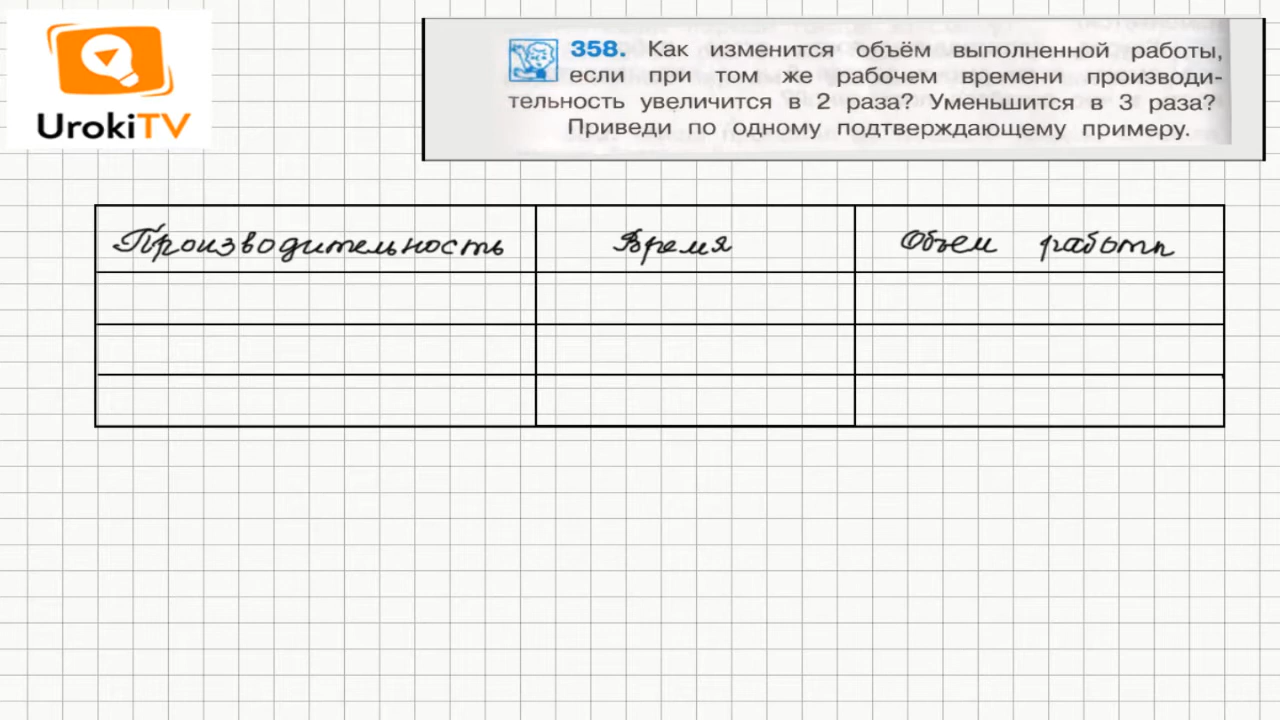 UrokiTV
358. Как изменится объём выполненной работы,
если при том же рабочем времени производи-
тельность увеличится в 2 раза? Уменьшится в 3 раза?
Приведи по одному подтверждающему примеру.
Производительность Время Объем работы